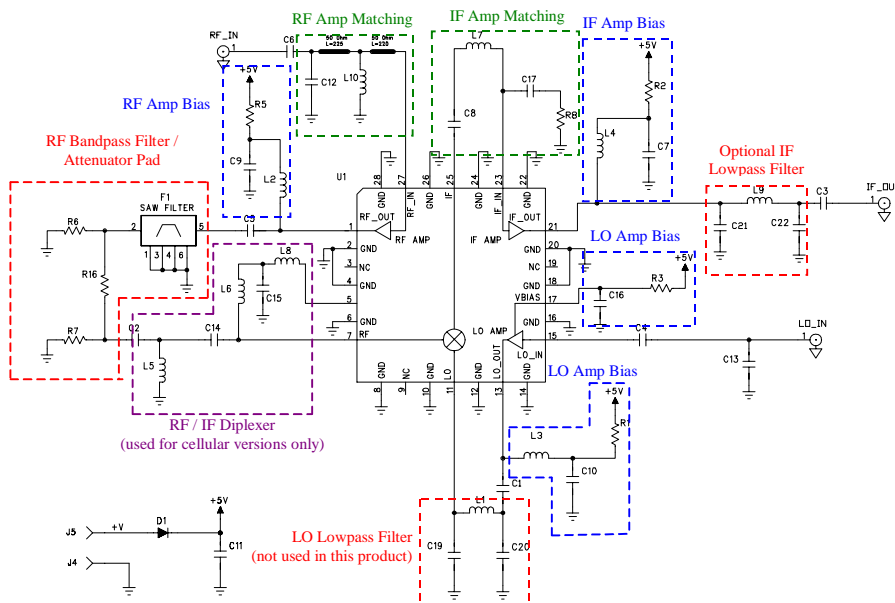 RF Amp Matching
IF Amp Matching
IF Amp Bias
RF_IN
1
C6
50 Ohm
L=225
50 Ohm
L=220
L7
+5V
+5V
RF Amp Bias
R5
C12
L10
C17
C8
R8
R2
L4
C7
RF Bandpass Filter /
Attenuator Pad
C9
L2
U1
Optional IF
Lowpass Filter
F1
SAW FILTER
28
27
26
25
24
23
22
GND
RF_IN
GND
IF
GND
IF_IN
GND
L9
C3
IF_OU
1
R6
2
5
1
3
4
6
C21
C22
RF_OUT
RF AMP
IF_OUT
IF AMP
1
2
GND
3
NC
4
GND
5
6
GND
7
RF
21
20
GND
19
NC
18
GND
17
VBIAS
16
GND
15
LO_IN
LO AMP
LO_OUT
LO Amp Bias
+5V
R3
C16
L8
L6
C15
R16
R7
C2
C14
L5
C4
LO_IN
1
C13
GND
NC
GND
LO
GND
GND
8
9
10
11
12
13
14
LO Amp Bias
+5V
R1
L3
C10
C1
RF / IF Diplexer
(used for cellular versions only)
L1
C19
C20
LO Lowpass Filter
(not used in this product)
+5V
J5
+V
D1
C11
J4